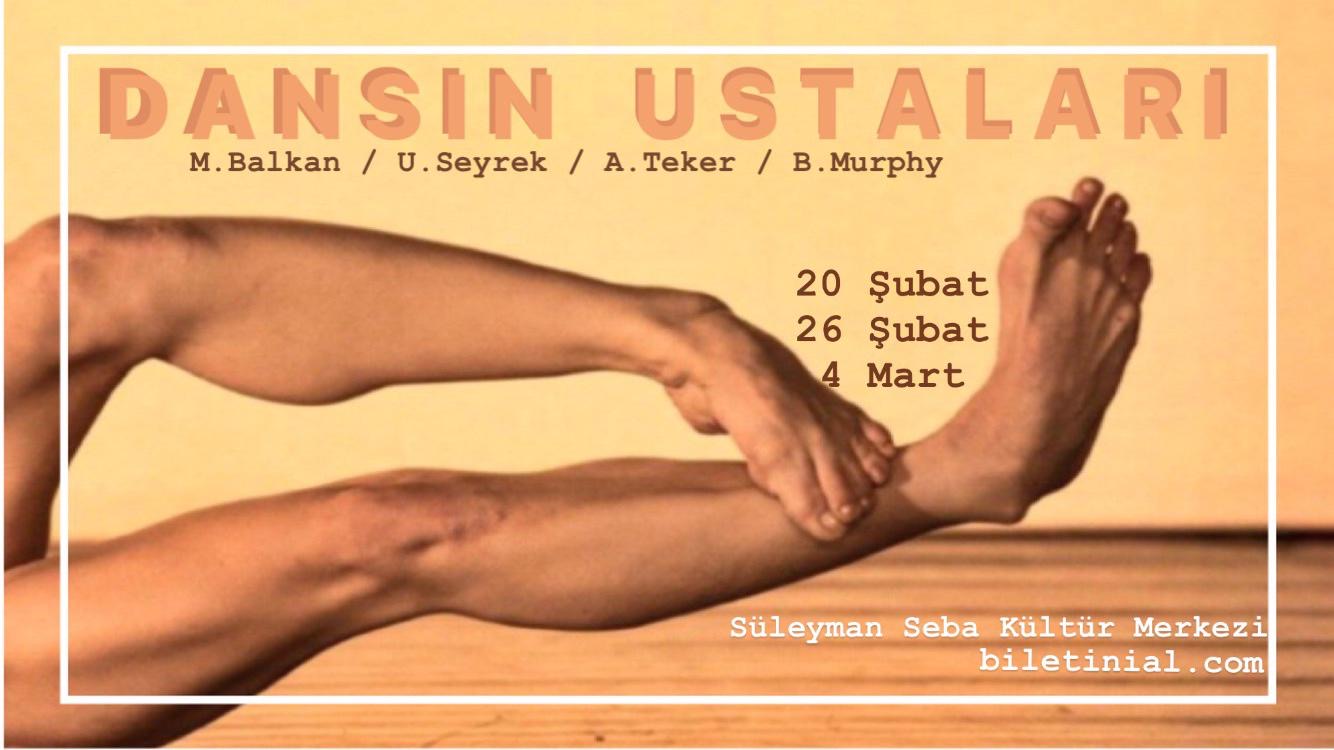 DANSIN USTALARI
M.Balkan / U.Seyrek / A.Teker / B.Murphy
20 Şubat
26 Şubat
4 Mart
Süleyman Seba Kültür Merkezi
biletinial.com